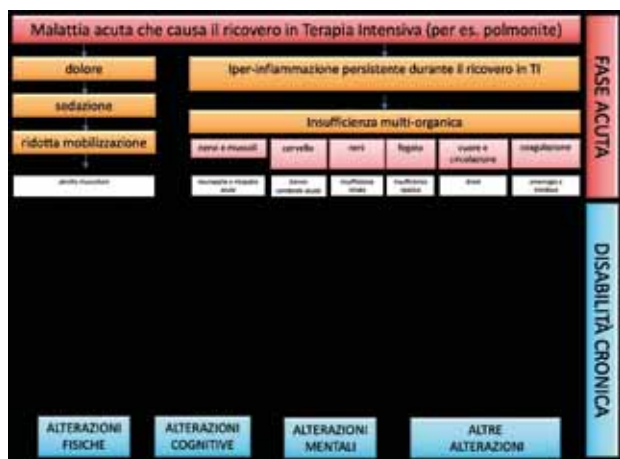 Malattia acuta che causa il ricovero in Terapia Intensiva (per es. polmonite)
dolore
Iper-infiammazione persistente durante il ricovero in TI
sedazione
Insufficienza multi-organica
ridotta mobilizzazione
nervi e muscoli
cervello
reni
fegato
cuore e
circolazione
coagulazione
FASE ACUTA
DISABILITÀ CRONICA
ALTERAZIONI
FISICHE
ALTERAZIONI
COGNITIVE
ALTERAZIONI
MENTALI
ALTRE
ALTERAZIONI